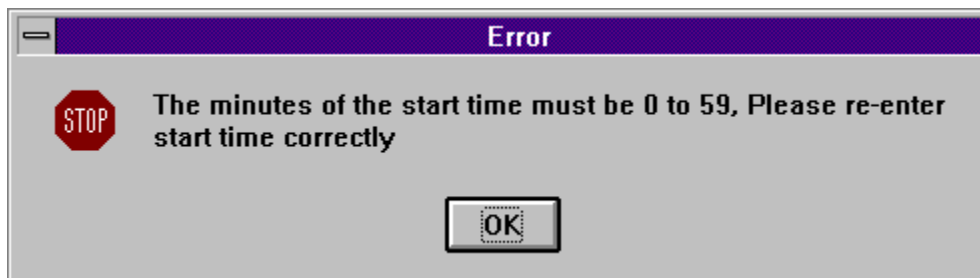 Error
STOP
The minutes of the start time must be 0 to 59, Please re-enter
start time correctly
OK